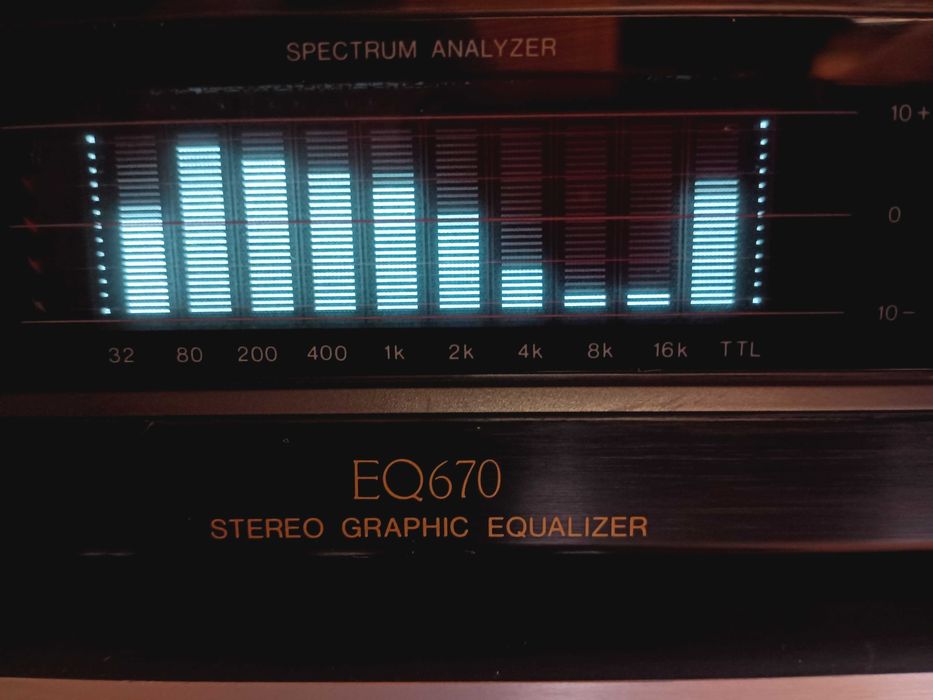 SPECTRUM ANALYZER
10 +
0
10 -
32 80 200 400 1k 2k 4k 8k 16k TTL
EQ670
STEREO GRAPHIC EQUALIZER